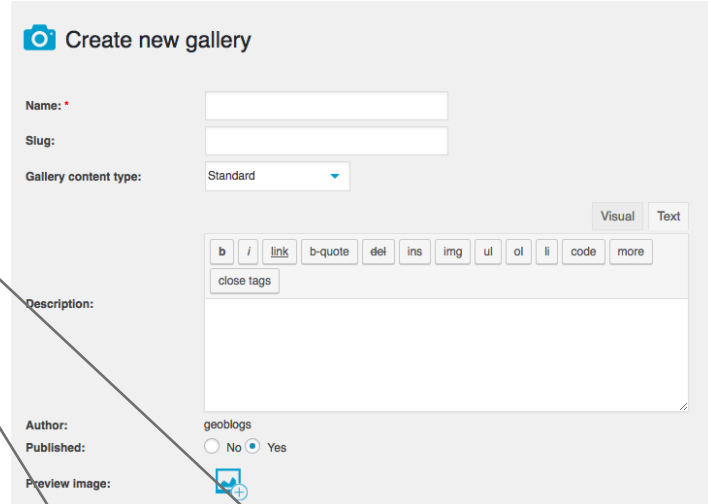 Create new gallery
Name: *
Slug:
Gallery content type: Standard
Visual Text
b i link b-quote del ins img ul ol li code more
close tags
Description:
Author: geoblogs
Published: No Yes
Preview image: